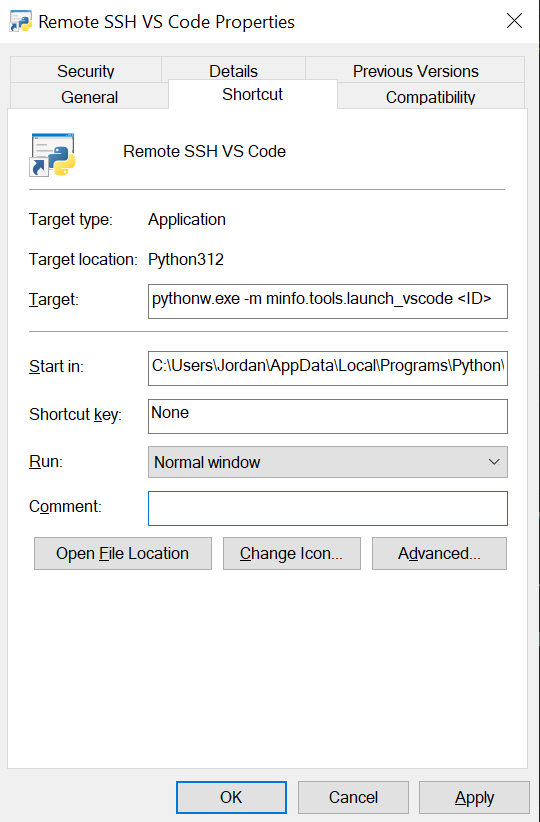 Remote SSH VS Code Properties
Security Details Previous Versions
General Shortcut Compatibility
Remote SSH VS Code
Target type: Application
Target location: Python312
Target: pythonw.exe -m minfo.tools.launch_vscode <ID>
Start in: C:\Users\Jordan\AppData\Local\Programs\Python\
Shortcut key: None
Run: Normal window
Comment:
Open File Location Change Icon... Advanced...
OK Cancel Apply